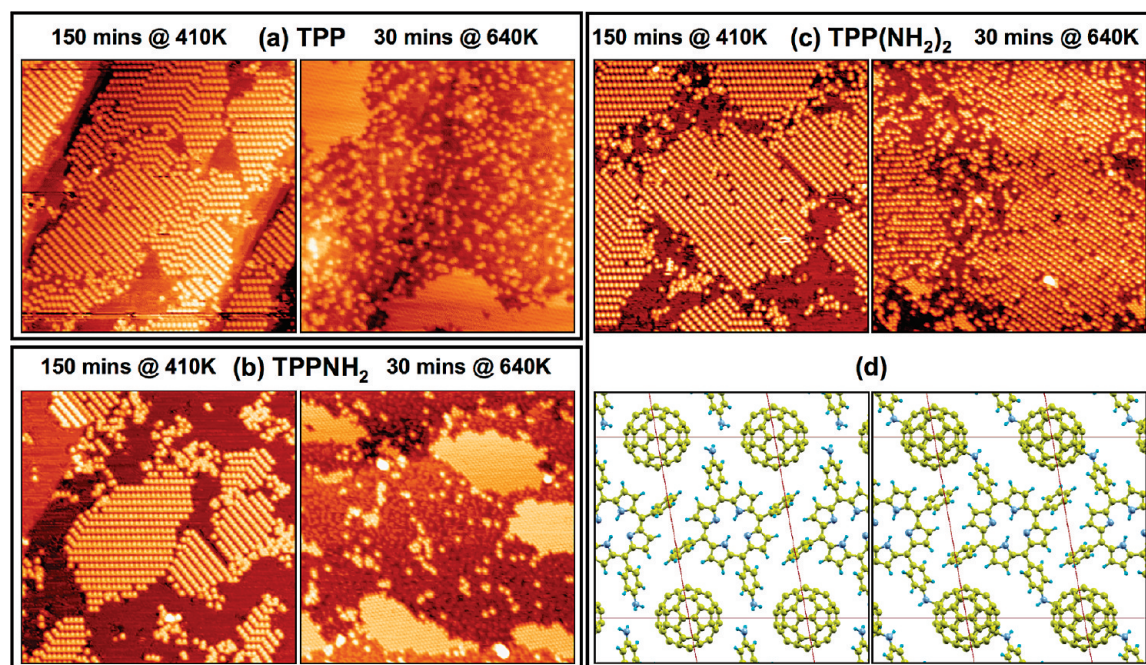 150 mins @ 410K (a) TPP 30 mins @ 640K
150 mins @ 410K (b) TPPNH₂ 30 mins @ 640K
150 mins @ 410K (c) TPP(NH₂)₂ 30 mins @ 640K
(d)